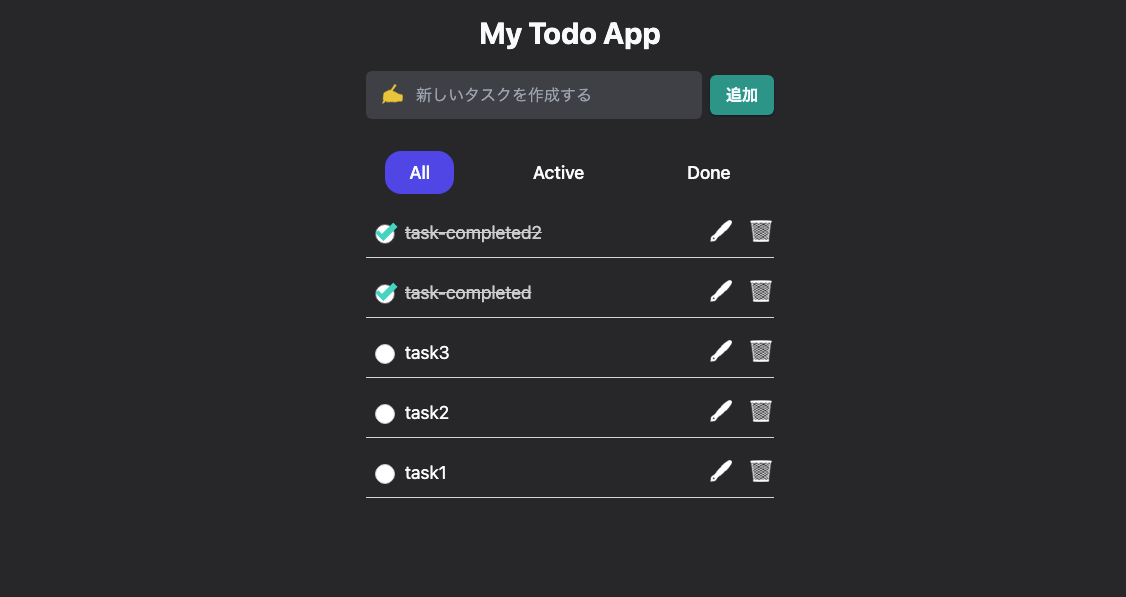 My Todo App
新しいタスクを作成する 追加
All Active Done
task-completed2
task-completed
task3
task2
task1